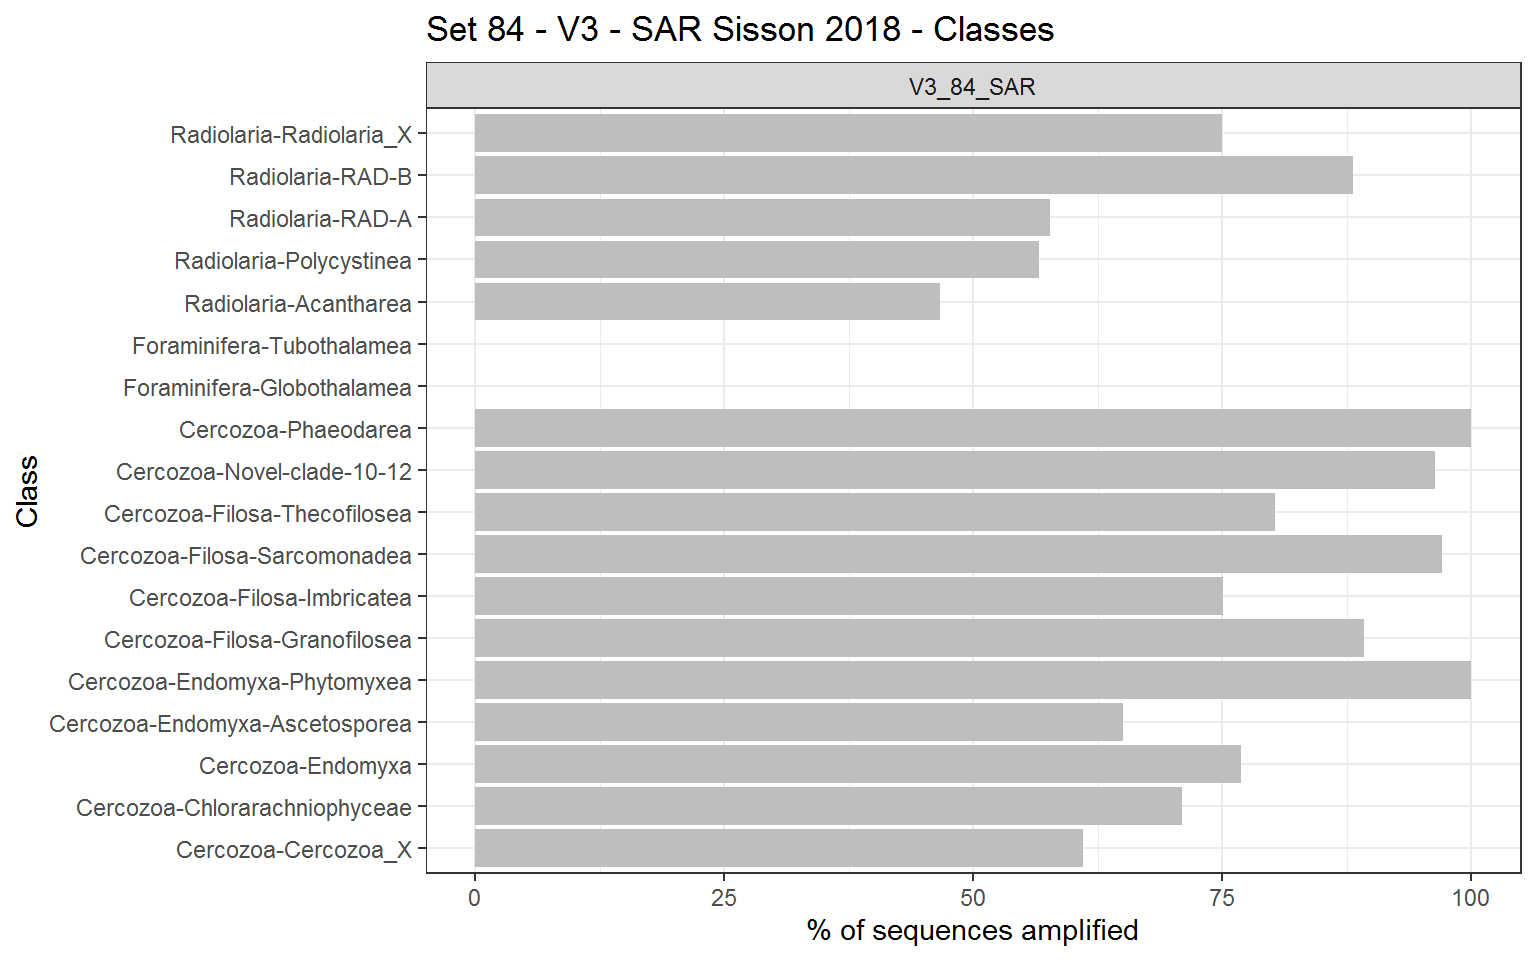 Set 84 - V3 - SAR Sisson 2018 - Classes
V3_84_SAR
Class
Radiolaria-Radiolaria_X
Radiolaria-RAD-B
Radiolaria-RAD-A
Radiolaria-Polycystinea
Radiolaria-Acantharea
Foraminifera-Tubothalamea
Foraminifera-Globothalamea
Cercozoa-Phaeodarea
Cercozoa-Novel-clade-10-12
Cercozoa-Filosa-Thecofilosea
Cercozoa-Filosa-Sarcomonadea
Cercozoa-Filosa-Imbricatea
Cercozoa-Filosa-Granofilosea
Cercozoa-Endomyxa-Phytomyxea
Cercozoa-Endomyxa-Ascetosporea
Cercozoa-Endomyxa
Cercozoa-Chlorarachniophyceae
Cercozoa-Cercozoa_X
0 25 50 75 100
% of sequences amplified